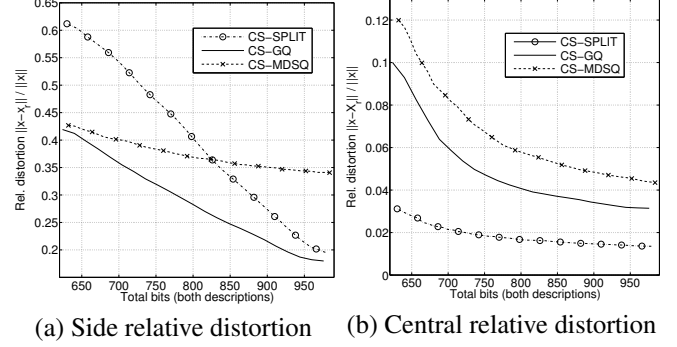 0.65
0.6
0.55
0.5
0.45
0.4
0.35
0.3
0.25
0.2
Rel. distortion ||x−x_r|| / ||x||
CS−SPLIT
CS−GQ
CS−MDSQ
650 700 750 800 850 900 950
Total bits (both descriptions)
(a) Side relative distortion
0.12
0.1
0.08
0.06
0.04
0.02
0
Rel. distortion ||x−X_r|| / ||x||
CS−SPLIT
CS−GQ
CS−MDSQ
650 700 750 800 850 900 950
Total bits (both descriptions)
(b) Central relative distortion